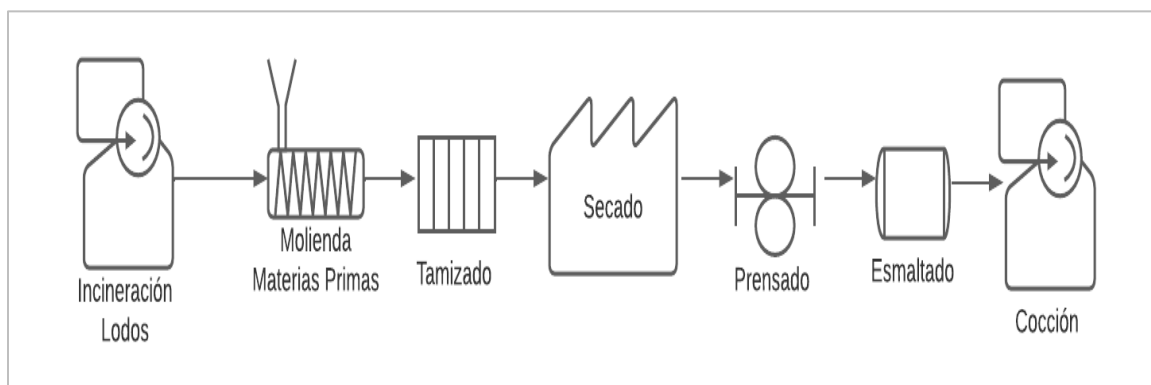 Incineración
Lodos
Molienda
Materias Primas
Tamizado
Secado
Prensado
Esmaltado
Cocción